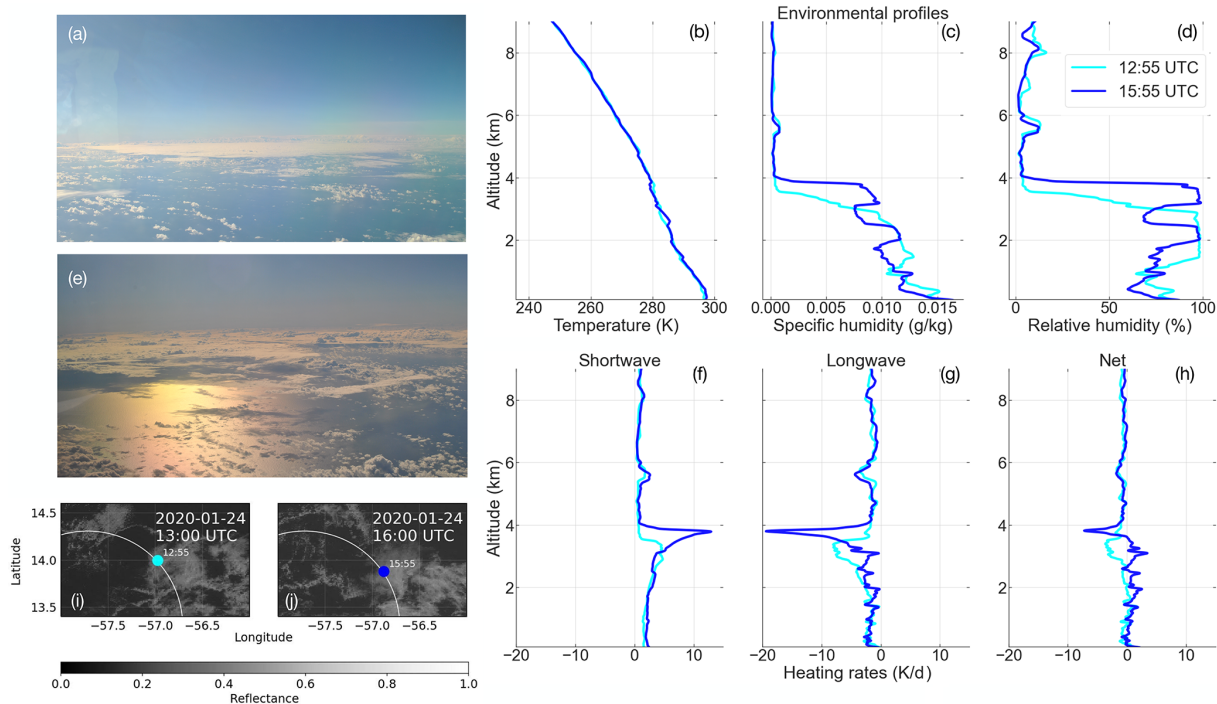 (a)
Environmental profiles
(b)
(c)
(d)
12:55 UTC
15:55 UTC
Altitude (km)
8
6
4
2
240 260 280 300
Temperature (K)
0.000 0.005 0.010 0.015
Specific humidity (g/kg)
0 50 100
Relative humidity (%)
(e)
Shortwave
Longwave
Net
(f)
(g)
(h)
Altitude (km)
8
6
4
2
−20 −10 0 10
−20 −10 0 10
−20 −10 0 10
Heating rates (K/d)
Latitude
14.5
14.0
13.5
2020-01-24
13:00 UTC
12:55
(i)
−57.5 −57.0 −56.5
2020-01-24
16:00 UTC
15:55
(j)
−57.5 −57.0 −56.5
Longitude
0.0 0.2 0.4 0.6 0.8 1.0
Reflectance